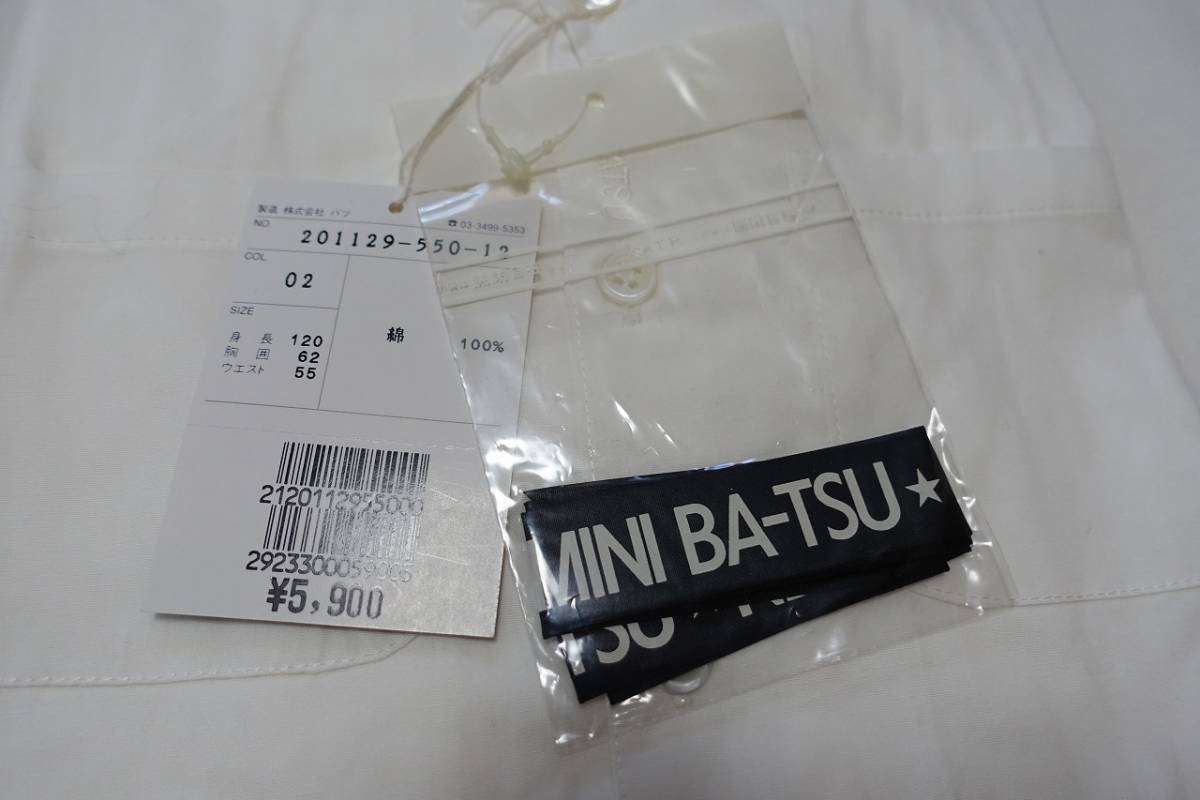 製造 株式会社 バツ
☎ 03-3499-5353
NO. 201129-550-12
COL
02
SIZE
身長 120
胸囲 62
ウエスト 55
綿 100%
2120112955000
2923300059005
¥5,900
MINI BA-TSU★
TSU